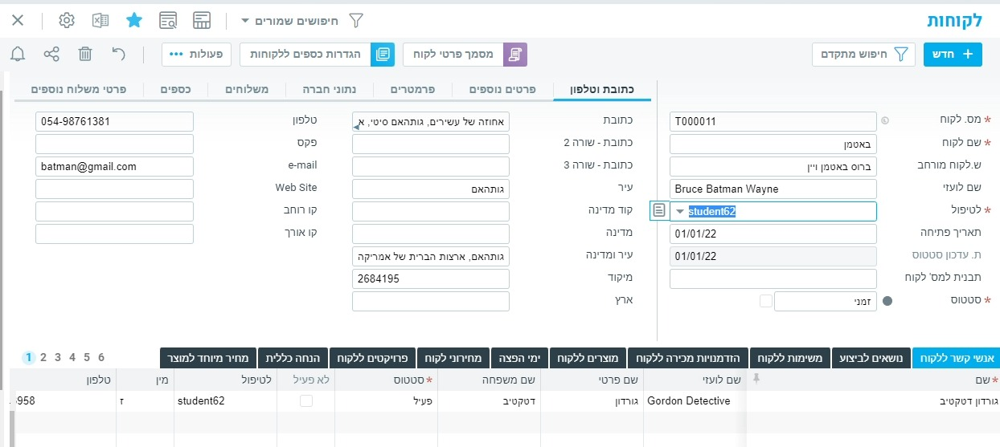 לקוחות
חיפושים שמורים
+ חדש
חיפוש מתקדם
מסמך פרטי לקוח
הגדרות כספים ללקוחות
פעולות •••
כתובת וטלפון
פרטים נוספים
פרמטרים
נתוני חברה
משלוחים
כספים
פרטי משלוח נוספים
* מס. לקוח
T000011
* שם לקוח
באטמן
ש.לקוח מורחב
ברוס באטמן ויין
שם לועזי
Bruce Batman Wayne
* לטיפול
student62
תאריך פתיחה
01/01/22
ת. עדכון סטטוס
01/01/22
תבנית למס' לקוח
* סטטוס
זמני
כתובת
אחוזה של עשירים, גותהאם סיטי, א
כתובת - שורה 2
כתובת - שורה 3
עיר
גותהאם
קוד מדינה
מדינה
עיר ומדינה
גותהאם, ארצות הברית של אמריקה
מיקוד
2684195
ארץ
טלפון
054-98761381
פקס
e-mail
batman@gmail.com
Web Site
קו רוחב
קו אורך
אנשי קשר ללקוח
נושאים לביצוע
משימות ללקוח
הזדמנויות מכירה ללקוח
מוצרים ללקוח
ימי הפצה
מחירוני לקוח
פרויקטים ללקוח
הנחה כללית
מחיר מיוחד למוצר
1 2 3 4 5 6
* שם
שם לועזי
שם פרטי
שם משפחה
* סטטוס
לא פעיל
לטיפול
מין
טלפון
גורדון דטקטיב
Gordon Detective
גורדון
דטקטיב
פעיל
student62
ז